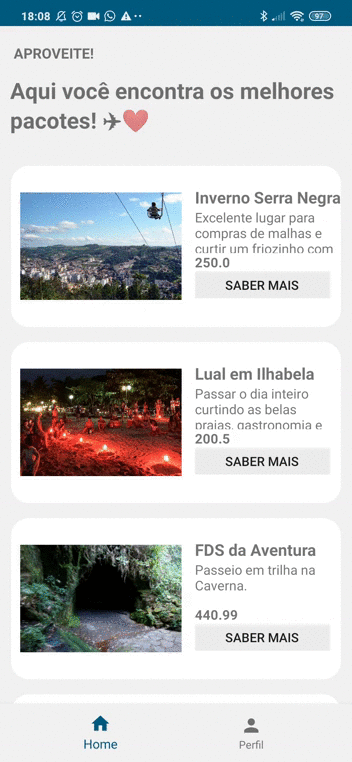 18:08 97
APROVEITE!
Aqui você encontra os melhores
pacotes! ✈❤
Inverno Serra Negra
Excelente lugar para
compras de malhas e
curtir um friozinho com
250.0
SABER MAIS
Lual em Ilhabela
Passar o dia inteiro
curtindo as belas
praias, gastronomia e
200.5
SABER MAIS
FDS da Aventura
Passeio em trilha na
Caverna.
440.99
SABER MAIS
Home
Perfil